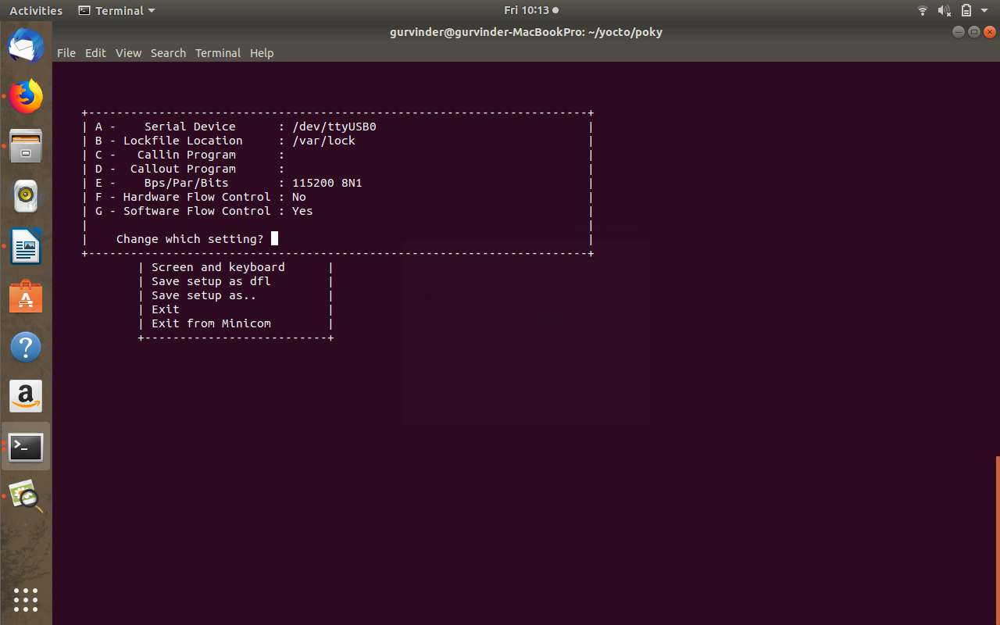 Activities Terminal Fri 10:13
gurvinder@gurvinder-MacBookPro: ~/yocto/poky
File Edit View Search Terminal Help
+-----------------------------------------------------------------------+
| A -    Serial Device      : /dev/ttyUSB0                              |
| B - Lockfile Location     : /var/lock                                 |
| C -   Callin Program      :                                           |
| D -  Callout Program      :                                           |
| E -    Bps/Par/Bits       : 115200 8N1                                |
| F - Hardware Flow Control : No                                        |
| G - Software Flow Control : Yes                                       |
|                                                                       |
|    Change which setting?                                              |
+-----------------------------------------------------------------------+
| Screen and keyboard      |
| Save setup as dfl        |
| Save setup as..          |
| Exit                     |
| Exit from Minicom        |
+--------------------------+